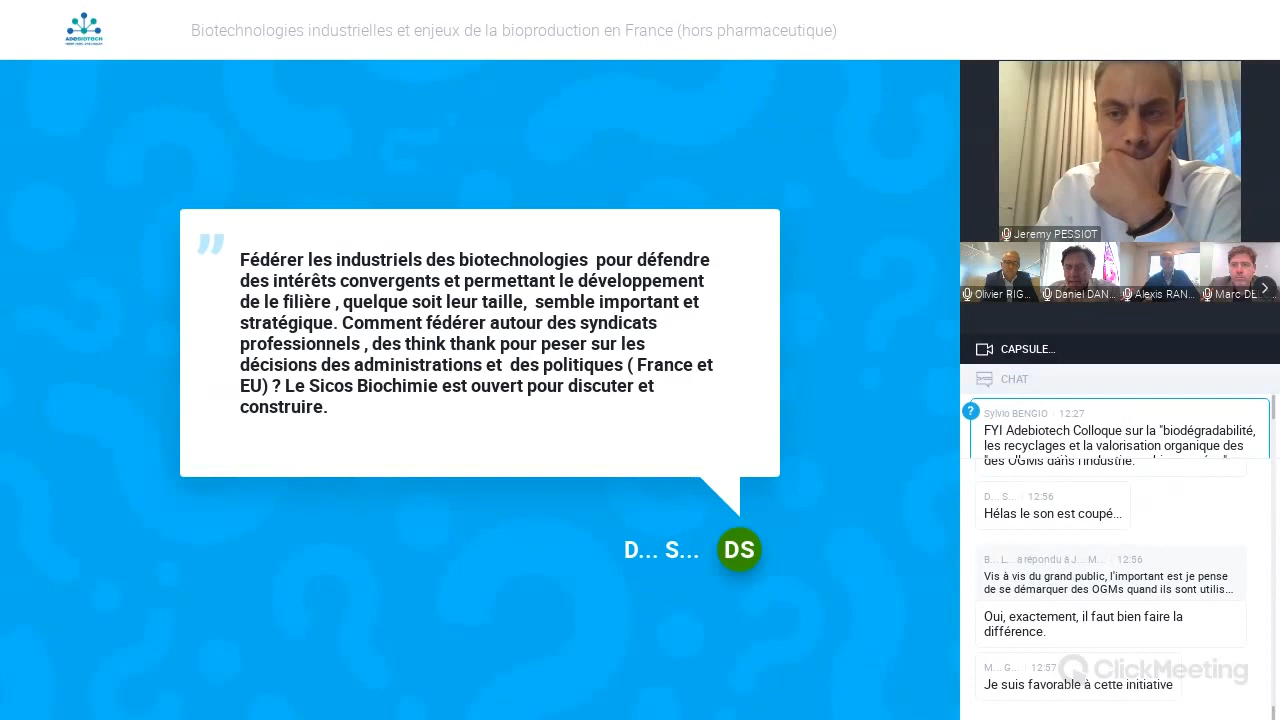 ADEBIOTECH
Biotechnologies industrielles et enjeux de la bioproduction en France (hors pharmaceutique)
”
Fédérer les industriels des biotechnologies  pour défendre
des intérêts convergents et permettant le développement
de le filière , quelque soit leur taille,  semble important et
stratégique. Comment fédérer autour des syndicats
professionnels , des think thank pour peser sur les
décisions des administrations et  des politiques ( France et
EU) ? Le Sicos Biochimie est ouvert pour discuter et
construire.
D... S...
DS
Jeremy PESSIOT
Olivier RIG...
Daniel DAN...
Alexis RAN...
Marc DE...
CAPSULE...
CHAT
?
Sylvio BENGIO · 12:27
FYI Adebiotech Colloque sur la "biodégradabilité,
les recyclages et la valorisation organique des
des OGMs dans l'industrie.
D... S... 12:56
Hélas le son est coupé...
B... L... a répondu à J... M... 12:56
Vis à vis du grand public, l'important est je pense
de se démarquer des OGMs quand ils sont utilis...
Oui, exactement, il faut bien faire la
différence.
M... G... 12:57
Je suis favorable à cette initiative
ClickMeeting